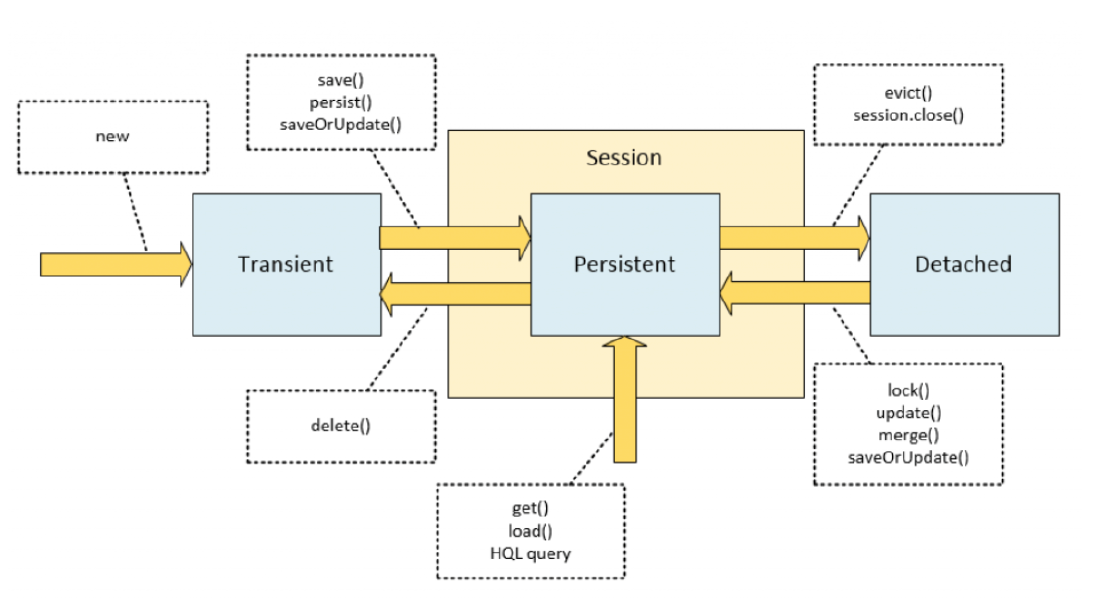 new
save()
persist()
saveOrUpdate()
evict()
session.close()
Session
Transient
Persistent
Detached
delete()
lock()
update()
merge()
saveOrUpdate()
get()
load()
HQL query